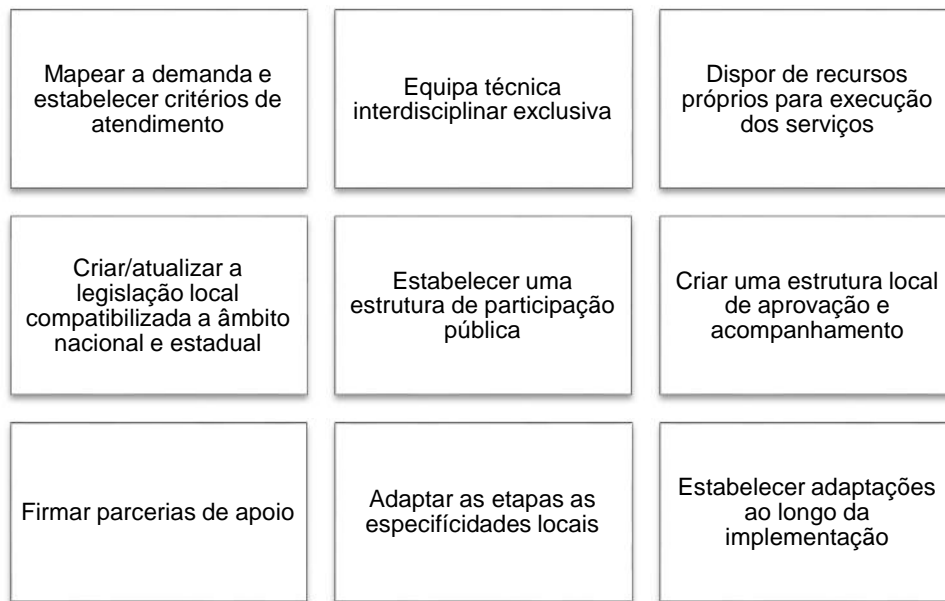 Mapear a demanda e
estabelecer critérios de
atendimento
Equipa técnica
interdisciplinar exclusiva
Dispor de recursos
próprios para execução
dos serviços
Criar/atualizar a
legislação local
compatibilizada a âmbito
nacional e estadual
Estabelecer uma
estrutura de participação
pública
Criar uma estrutura local
de aprovação e
acompanhamento
Firmar parcerias de apoio
Adaptar as etapas as
especifícidades locais
Estabelecer adaptações
ao longo da
implementação